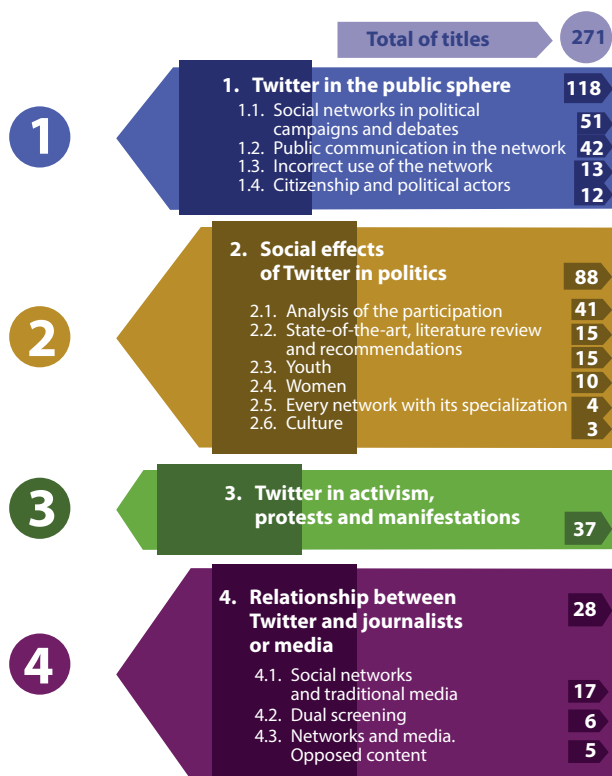 Total of titles 271
1
1. Twitter in the public sphere 118
1.1. Social networks in political
campaigns and debates 51
1.2. Public communication in the network 42
1.3. Incorrect use of the network 13
1.4. Citizenship and political actors 12
2
2. Social effects
of Twitter in politics 88
2.1. Analysis of the participation 41
2.2. State-of-the-art, literature review 15
and recommendations
2.3. Youth 15
2.4. Women 10
2.5. Every network with its specialization 4
2.6. Culture 3
3
3. Twitter in activism,
protests and manifestations 37
4
4. Relationship between 28
Twitter and journalists
or media
4.1. Social networks
and traditional media 17
4.2. Dual screening 6
4.3. Networks and media.
Opposed content 5